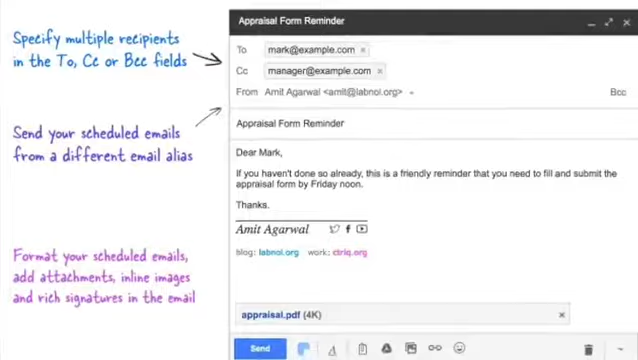 Specify multiple recipients
in the To, Cc or Bcc fields
Send your scheduled emails
from a different email alias
Format your scheduled emails,
add attachments, inline images
and rich signatures in the email
Appraisal Form Reminder
To mark@example.com ×
Cc manager@example.com ×
From Amit Agarwal <amit@labnol.org> Bcc
Appraisal Form Reminder
Dear Mark,
If you haven't done so already, this is a friendly reminder that you need to fill and submit the
appraisal form by Friday noon.
Thanks.
Amit Agarwal
blog: labnol.org work: ctrlq.org
appraisal.pdf (4K) ×
Send